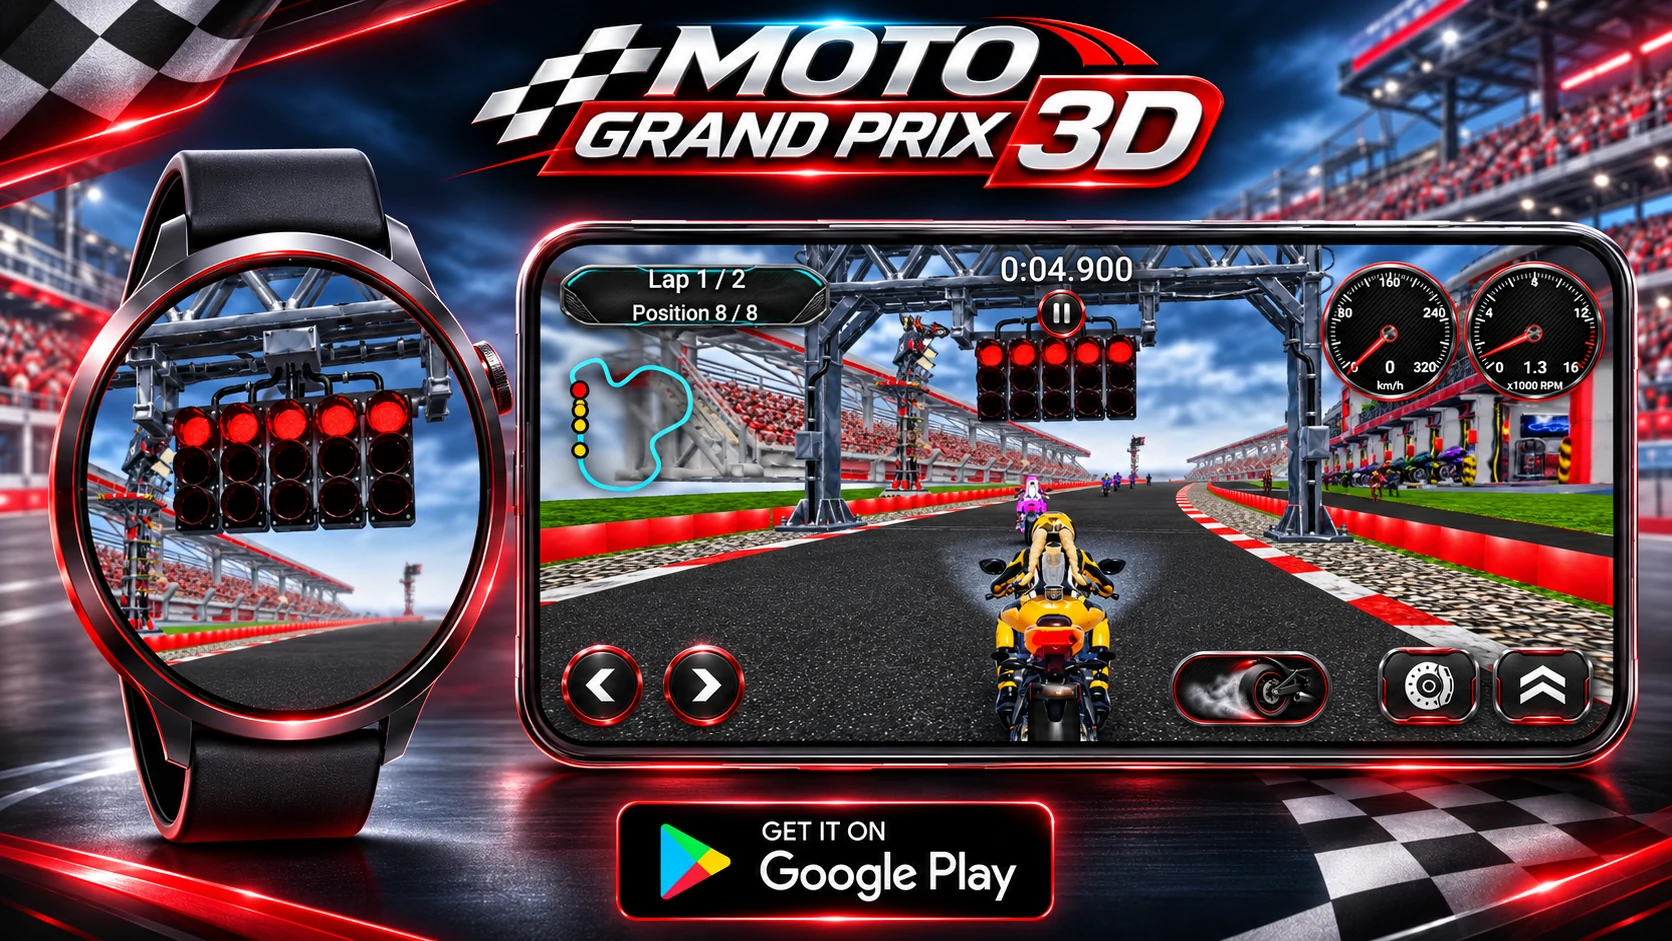 MOTO
GRAND PRIX 3D
Lap 1 / 2
Position 8 / 8
0:04.900
80 160 240
0 0 320
km/h
4 8 12
0 1.3 16
x1000 RPM
GET IT ON
Google Play